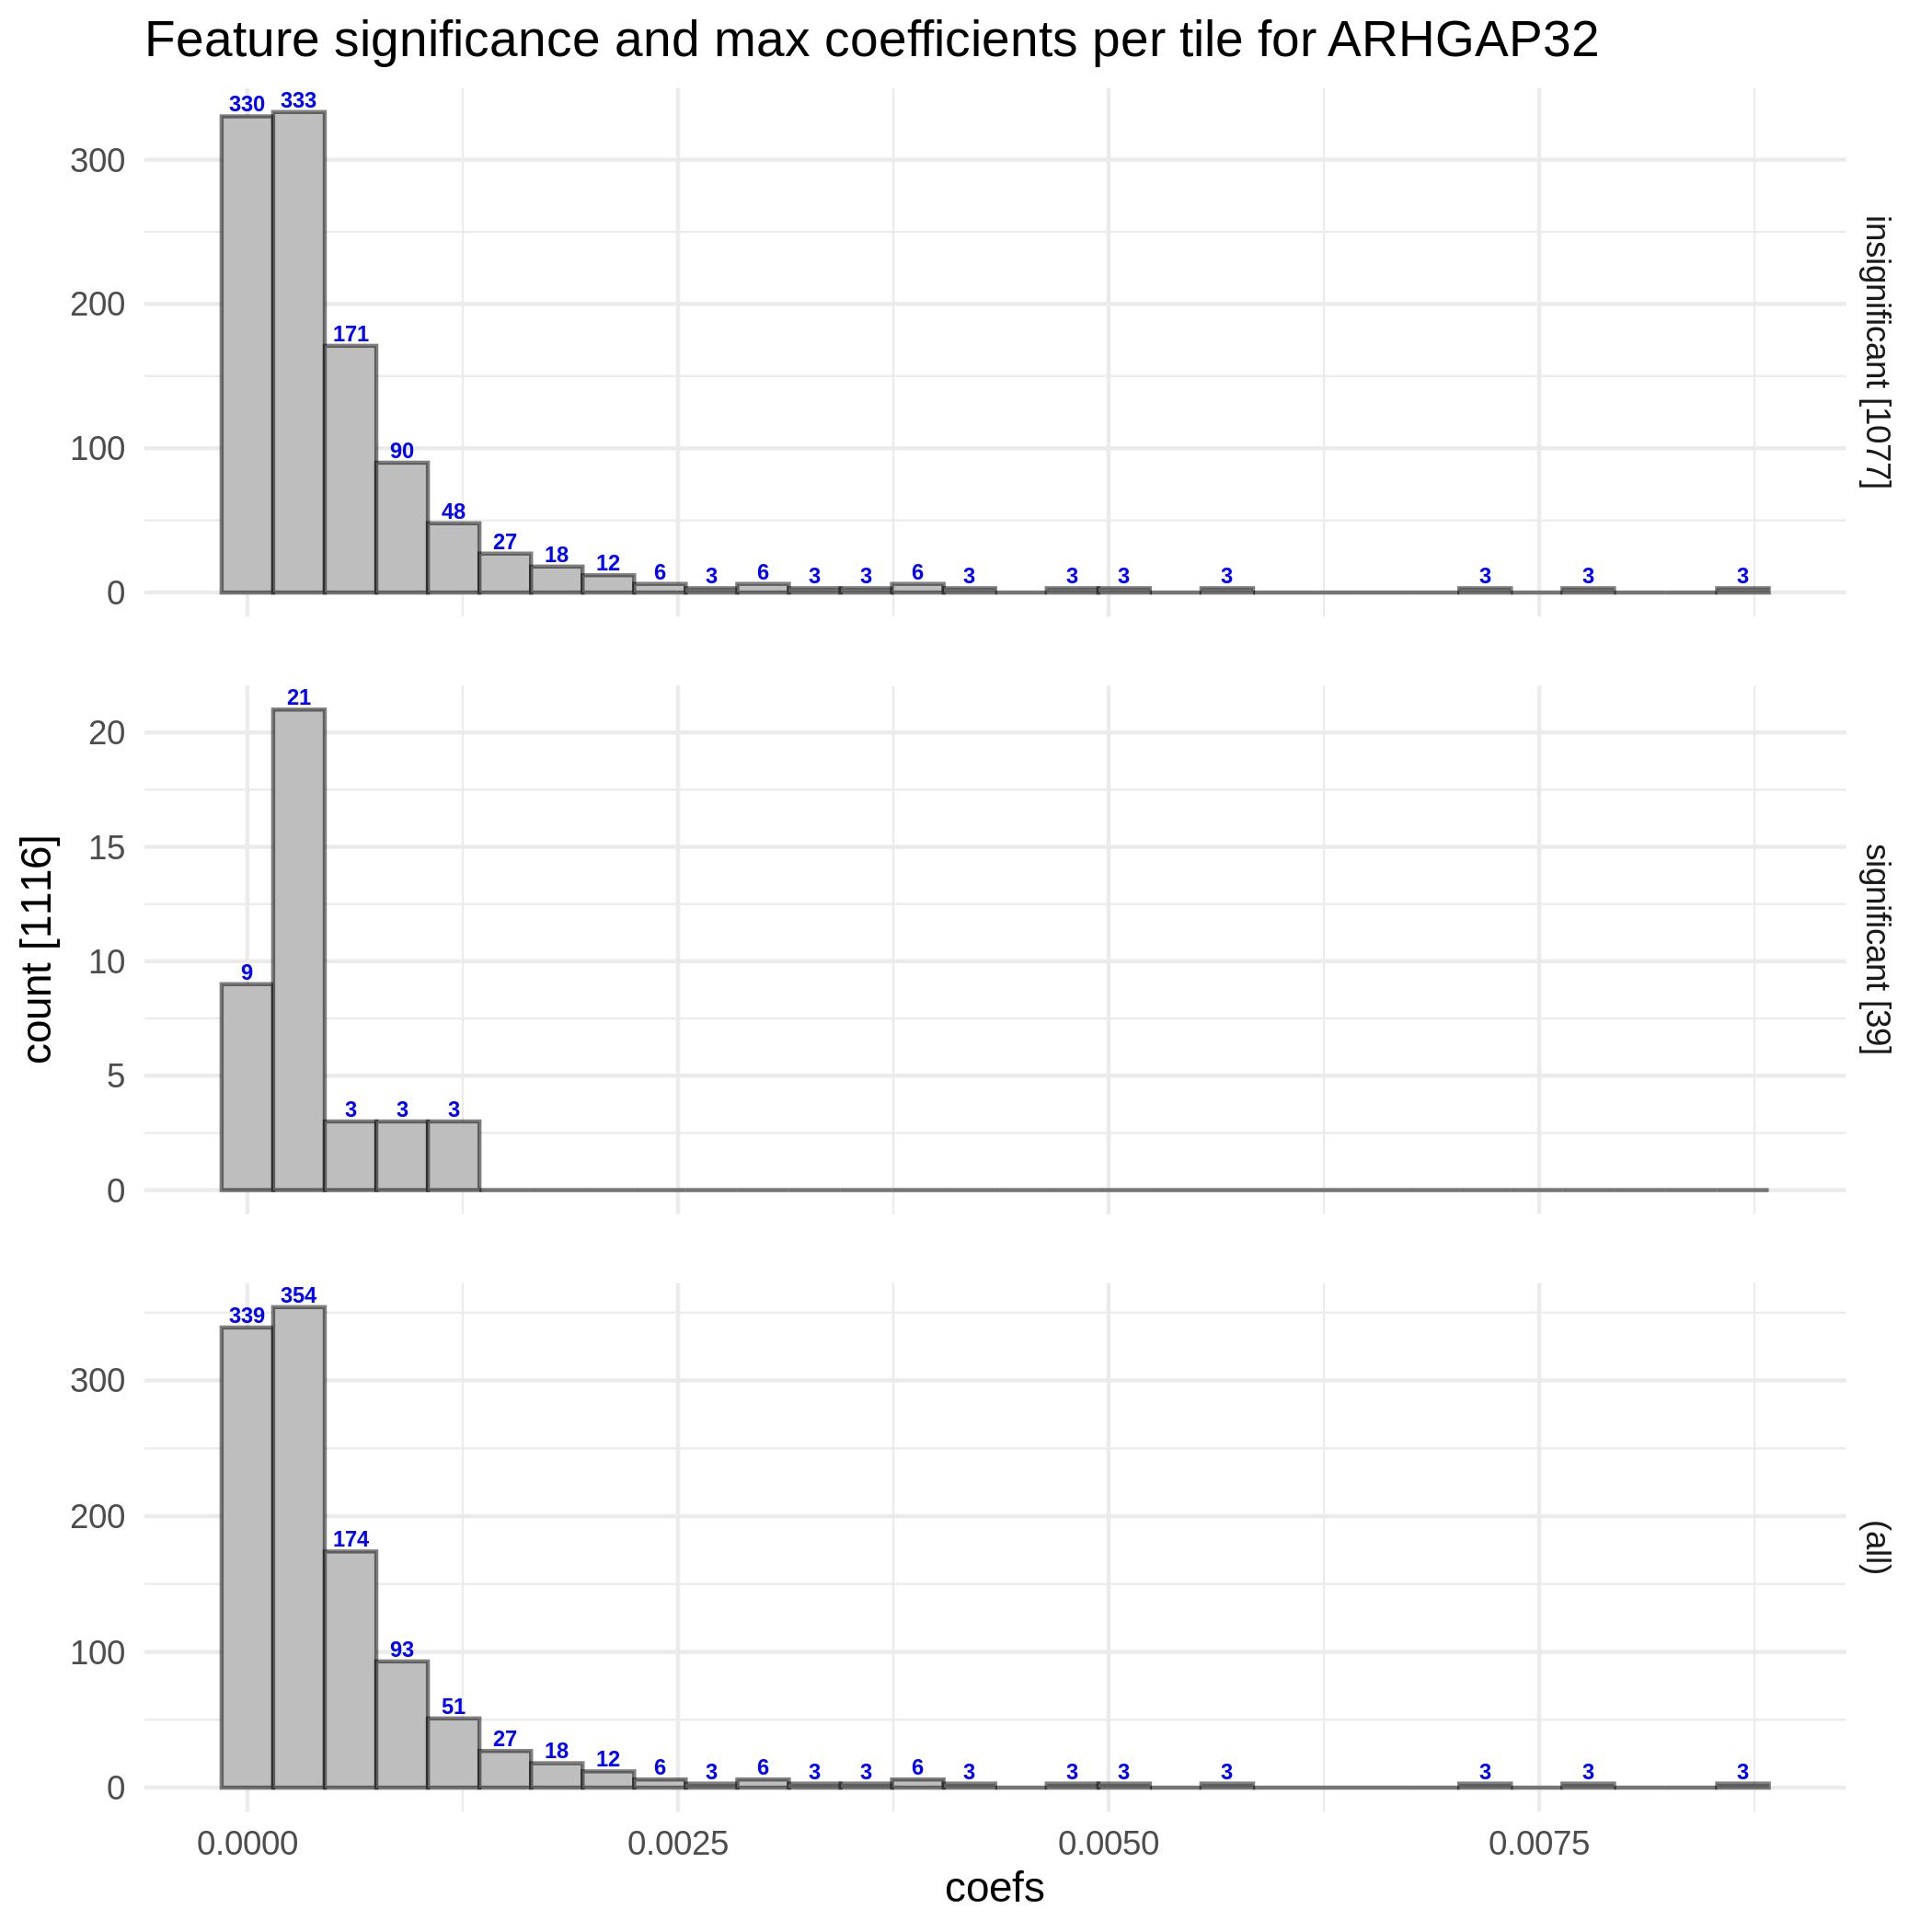 Feature significance and max coefficients per tile for ARHGAP32
330 333 171 90 48 27 18 12 6 3 6 3 3 6 3 3 3 3 3 3 3
300
200
100
0
insignificant [1077]
count [1116]
9 21 3 3 3
20
15
10
5
0
significant [39]
339 354 174 93 51 27 18 12 6 3 6 3 3 6 3 3 3 3 3 3 3
300
200
100
0
(all)
0.0000 0.0025 0.0050 0.0075
coefs